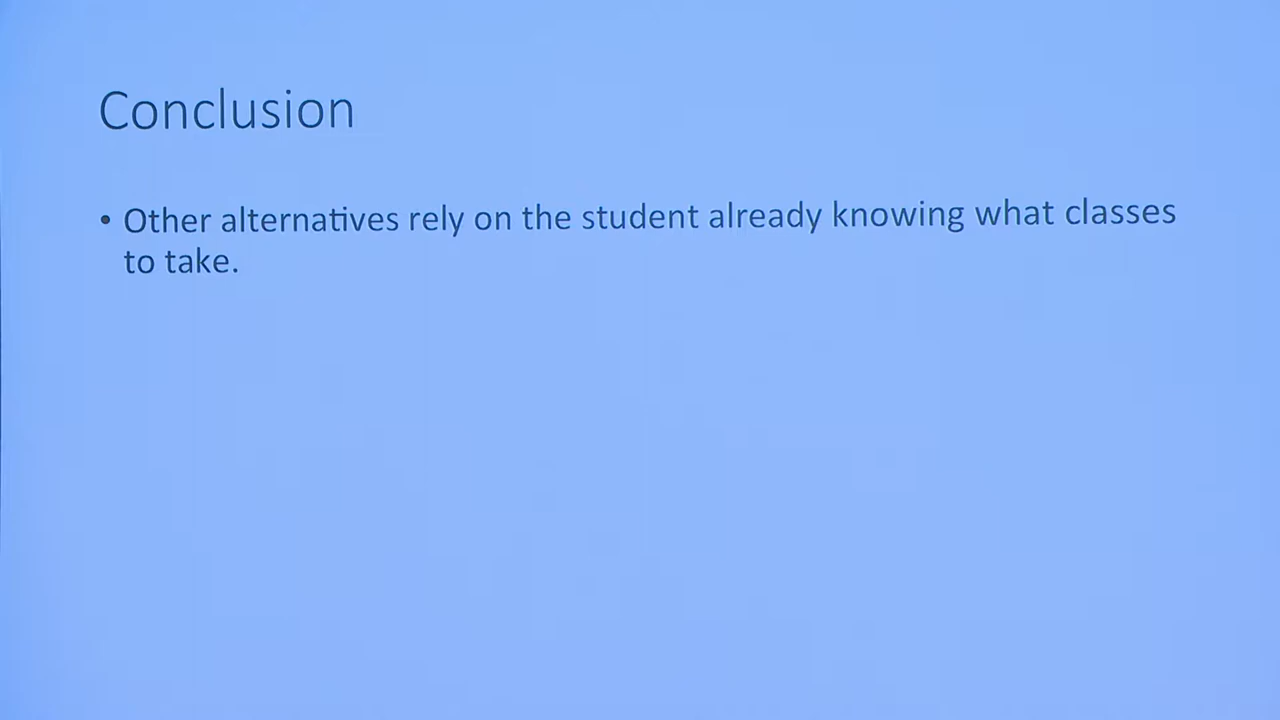 Conclusion
• Other alternatives rely on the student already knowing what classes
to take.